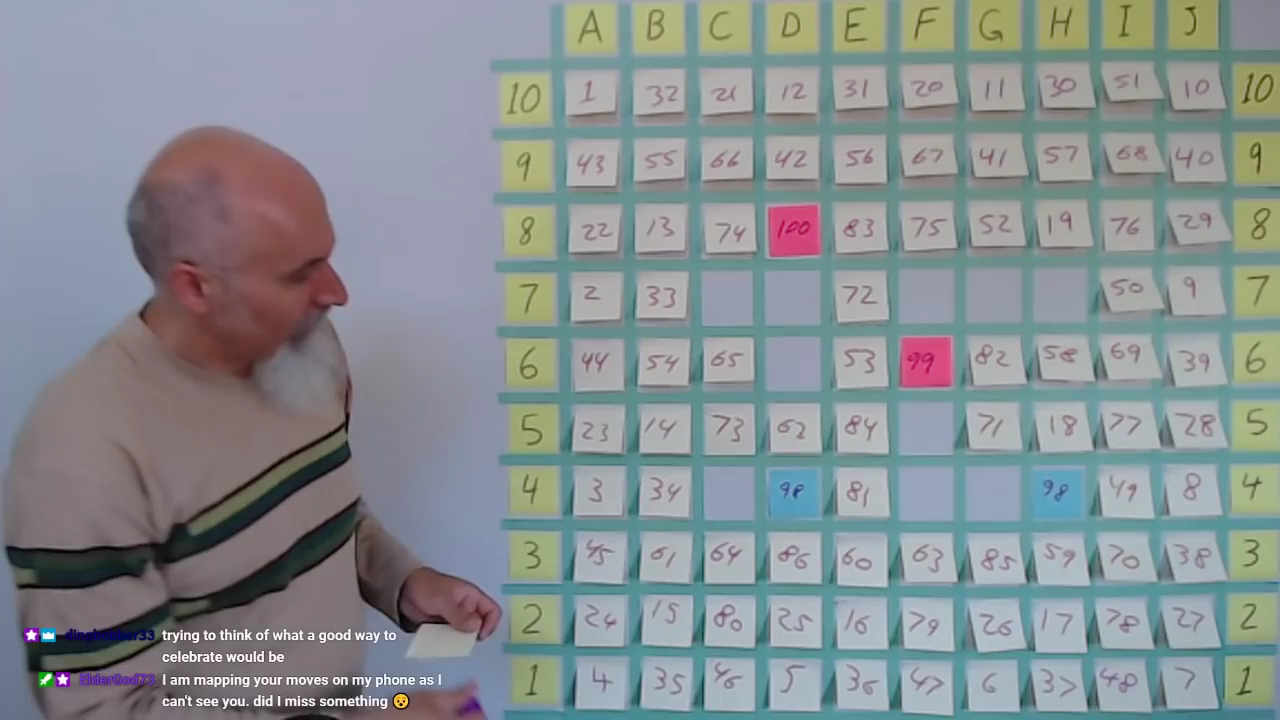 A B C D E F G H I J
10 1 32 21 12 31 20 11 30 51 10 10
9 43 55 66 42 56 67 41 57 68 40 9
8 22 13 74 100 83 75 52 19 76 29 8
7 2 33 72 50 9 7
6 44 54 65 53 99 82 58 69 39 6
5 23 14 73 62 84 71 18 77 28 5
4 3 34 98 81 98 49 8 4
3 45 61 64 86 60 63 85 59 70 38 3
2 24 15 80 25 16 79 26 17 78 27 2
1 4 35 46 5 36 47 6 37 48 7 1
trying to think of what a good way to
celebrate would be
ElderGod73 I am mapping your moves on my phone as I
can't see you. did I miss something 😮